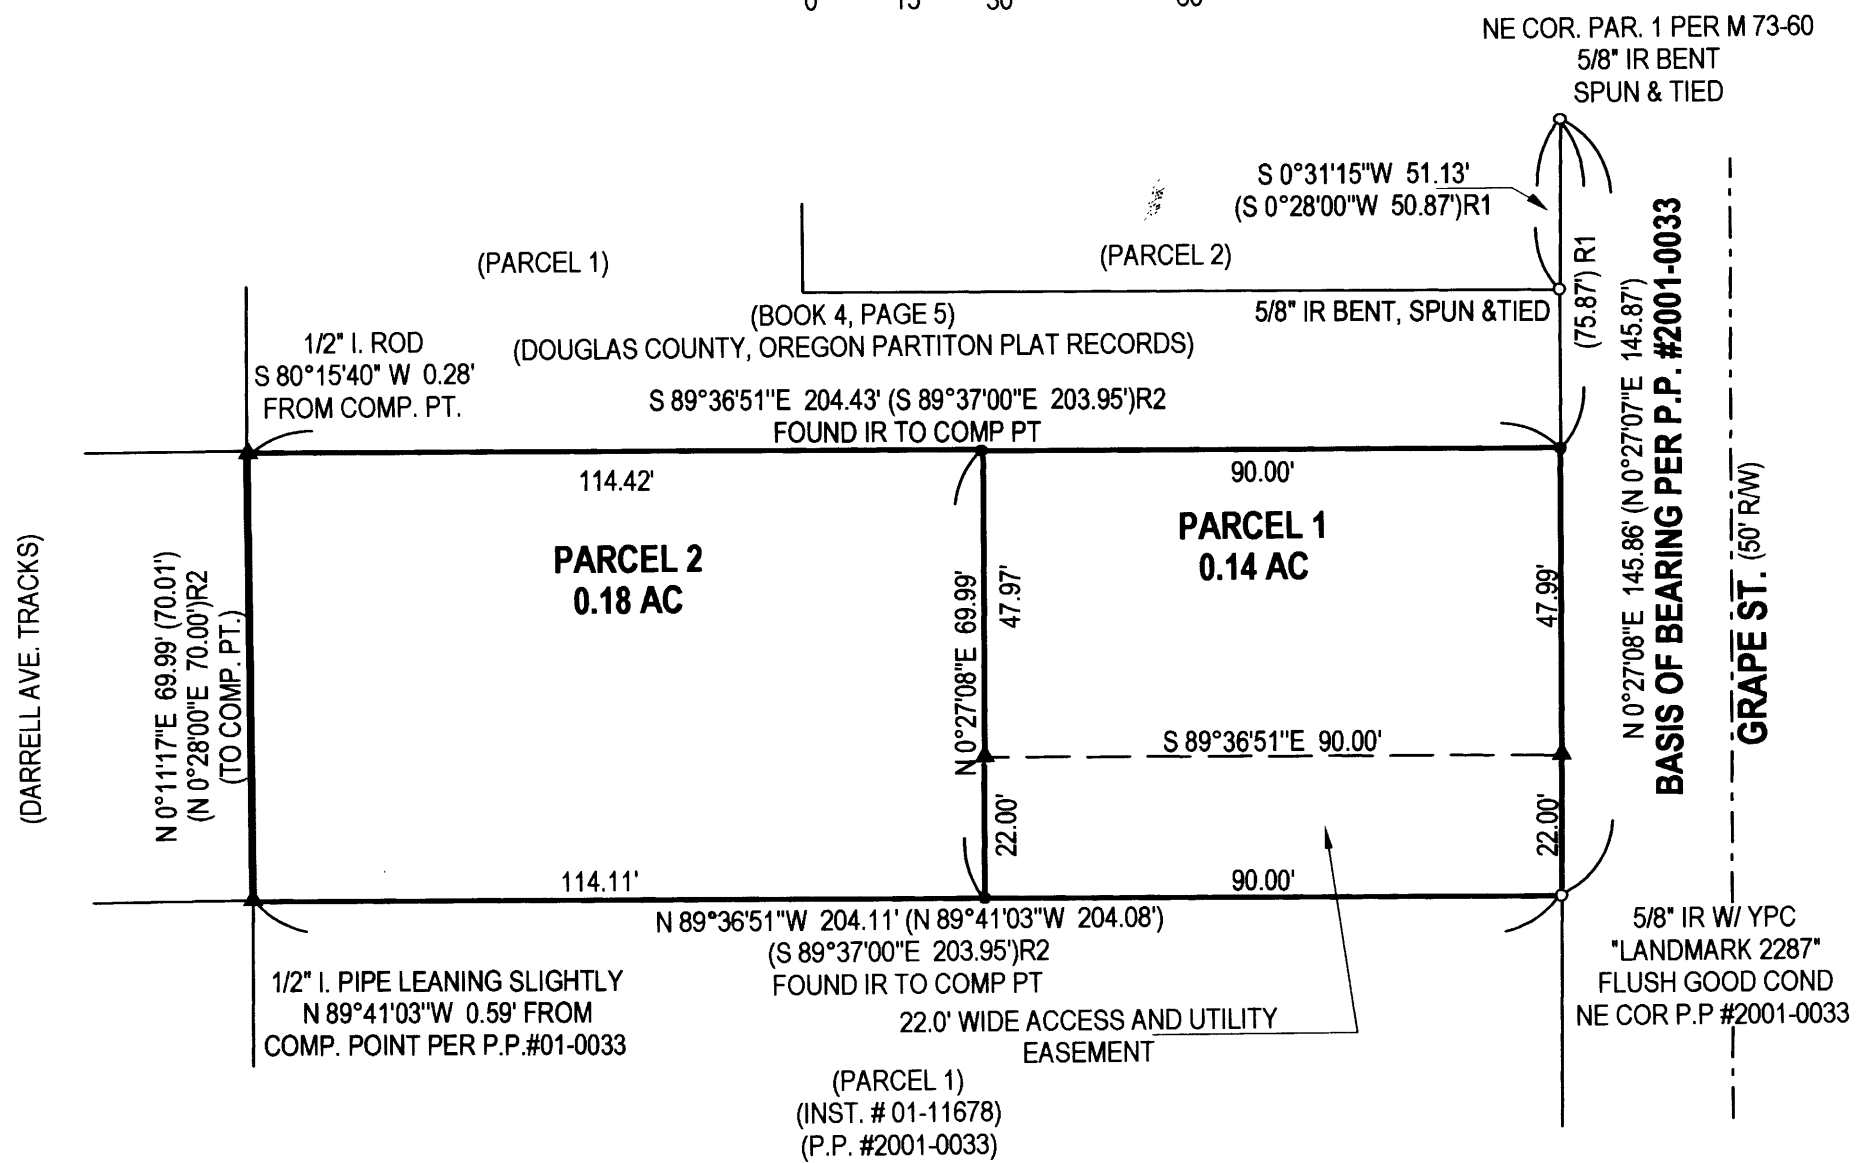 NE COR. PAR. 1 PER M 73-60
5/8" IR BENT
SPUN & TIED
S 0°31'15"W 51.13'
(S 0°28'00"W 50.87')R1
(75.87') R1
(PARCEL 1)
(PARCEL 2)
(BOOK 4, PAGE 5)
(DOUGLAS COUNTY, OREGON PARTITON PLAT RECORDS)
5/8" IR BENT, SPUN &TIED
1/2" I. ROD
S 80°15'40" W 0.28'
FROM COMP. PT.
S 89°36'51"E 204.43' (S 89°37'00"E 203.95')R2
FOUND IR TO COMP PT
114.42'
90.00'
PARCEL 2
0.18 AC
PARCEL 1
0.14 AC
(DARRELL AVE. TRACKS)
N 0°11'17"E 69.99' (70.01')
(N 0°28'00"E 70.00')R2
(TO COMP. PT.)
N 0°27'08"E 69.99'
47.97'
47.99'
N 0°27'08"E 145.86' (N 0°27'07"E 145.87')
BASIS OF BEARING PER P.P. #2001-0033
GRAPE ST. (50' R/W)
S 89°36'51"E 90.00'
22.00'
22.00'
114.11'
90.00'
N 89°36'51"W 204.11' (N 89°41'03"W 204.08')
(S 89°37'00"E 203.95')R2
FOUND IR TO COMP PT
1/2" I. PIPE LEANING SLIGHTLY
N 89°41'03"W 0.59' FROM
COMP. POINT PER P.P.#01-0033
22.0' WIDE ACCESS AND UTILITY
EASEMENT
5/8" IR W/ YPC
"LANDMARK 2287"
FLUSH GOOD COND
NE COR P.P #2001-0033
(PARCEL 1)
(INST. # 01-11678)
(P.P. #2001-0033)